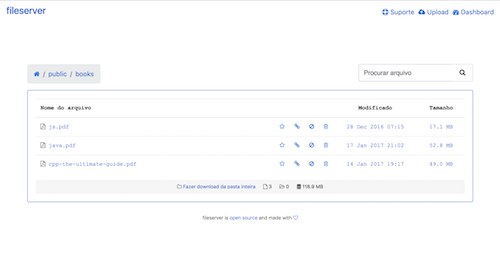 fileserver
Suporte Upload Dashboard
/ public / books
Procurar arquivo
Nome do arquivo Modificado Tamanho
js.pdf 28 Dec 2016 07:15 17.1 MB
java.pdf 17 Jan 2017 21:02 52.8 MB
cpp-the-ultimate-guide.pdf 14 Jan 2017 19:17 49.0 MB
Fazer download da pasta inteira 3 0 118.9 MB
fileserver is open source and made with